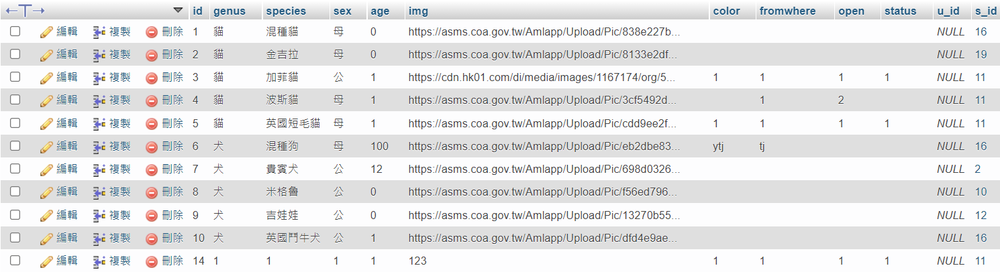 ←T→ id genus species sex age img color fromwhere open status u_id s_id
編輯 複製 刪除 1 貓 混種貓 母 0 https://asms.coa.gov.tw/Amlapp/Upload/Pic/838e227b... NULL 16
編輯 複製 刪除 2 貓 金吉拉 母 0 https://asms.coa.gov.tw/Amlapp/Upload/Pic/8133e2df... NULL 19
編輯 複製 刪除 3 貓 加菲貓 公 1 https://cdn.hk01.com/di/media/images/1167174/org/5... 1 1 1 1 NULL 11
編輯 複製 刪除 4 貓 波斯貓 母 1 https://asms.coa.gov.tw/Amlapp/Upload/Pic/3cf5492d... 1 2 NULL 11
編輯 複製 刪除 5 貓 英國短毛貓 母 1 https://asms.coa.gov.tw/Amlapp/Upload/Pic/cdd9ee2f... 1 1 1 1 NULL 11
編輯 複製 刪除 6 犬 混種狗 母 100 https://asms.coa.gov.tw/Amlapp/Upload/Pic/eb2dbe83... ytj tj NULL 16
編輯 複製 刪除 7 犬 貴賓犬 公 12 https://asms.coa.gov.tw/Amlapp/Upload/Pic/698d0326... NULL 2
編輯 複製 刪除 8 犬 米格魯 公 0 https://asms.coa.gov.tw/Amlapp/Upload/Pic/f56ed796... NULL 10
編輯 複製 刪除 9 犬 吉娃娃 公 0 https://asms.coa.gov.tw/Amlapp/Upload/Pic/13270b55... NULL 12
編輯 複製 刪除 10 犬 英國鬥牛犬 公 1 https://asms.coa.gov.tw/Amlapp/Upload/Pic/dfd4e9ae... NULL 16
編輯 複製 刪除 14 1 1 1 1 123 1 1 1 1 NULL 11